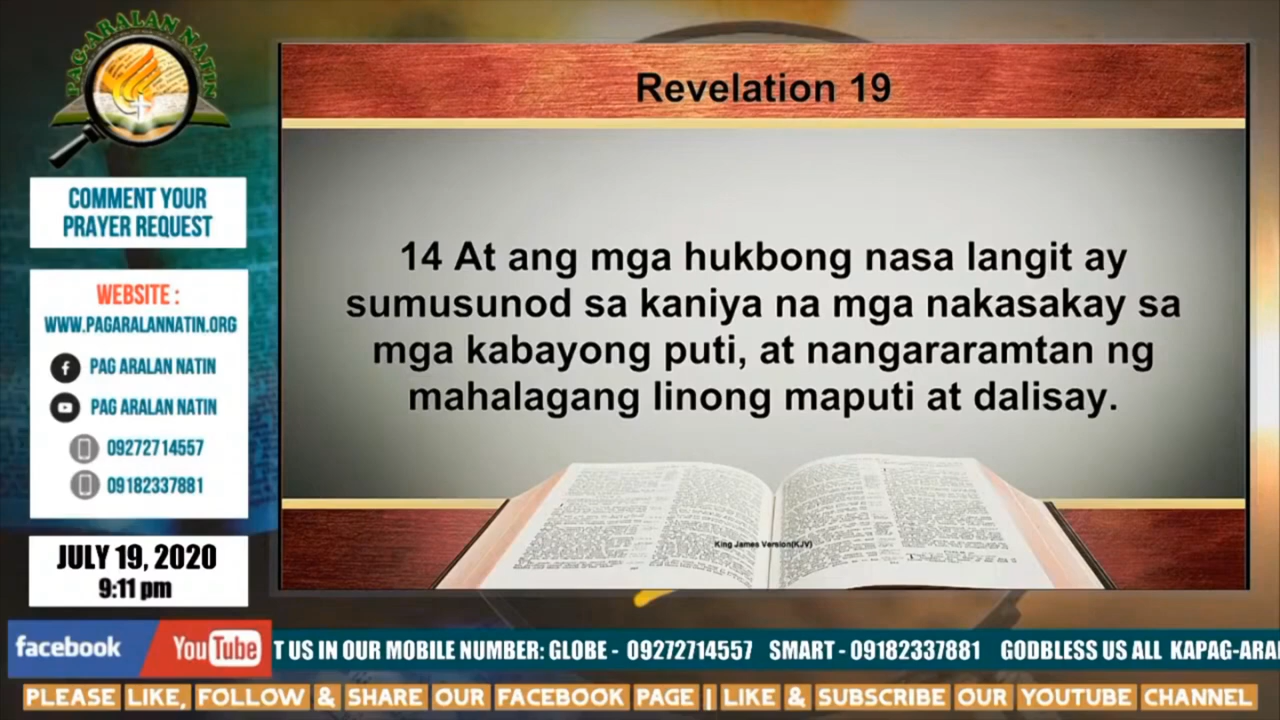 PAG-ARALAN NATIN
COMMENT YOUR
PRAYER REQUEST
WEBSITE :
WWW.PAGARALANNATIN.ORG
PAG ARALAN NATIN
PAG ARALAN NATIN
09272714557
09182337881
JULY 19, 2020
9:11 pm
Revelation 19
14 At ang mga hukbong nasa langit ay
sumusunod sa kaniya na mga nakasakay sa
mga kabayong puti, at nangararamtan ng
mahalagang linong maputi at dalisay.
King James Version(KJV)
facebook
YouTube
T US IN OUR MOBILE NUMBER: GLOBE - 09272714557 SMART - 09182337881 GODBLESS US ALL KAPAG-ARA
PLEASE LIKE, FOLLOW & SHARE OUR FACEBOOK PAGE | LIKE & SUBSCRIBE OUR YOUTUBE CHANNEL